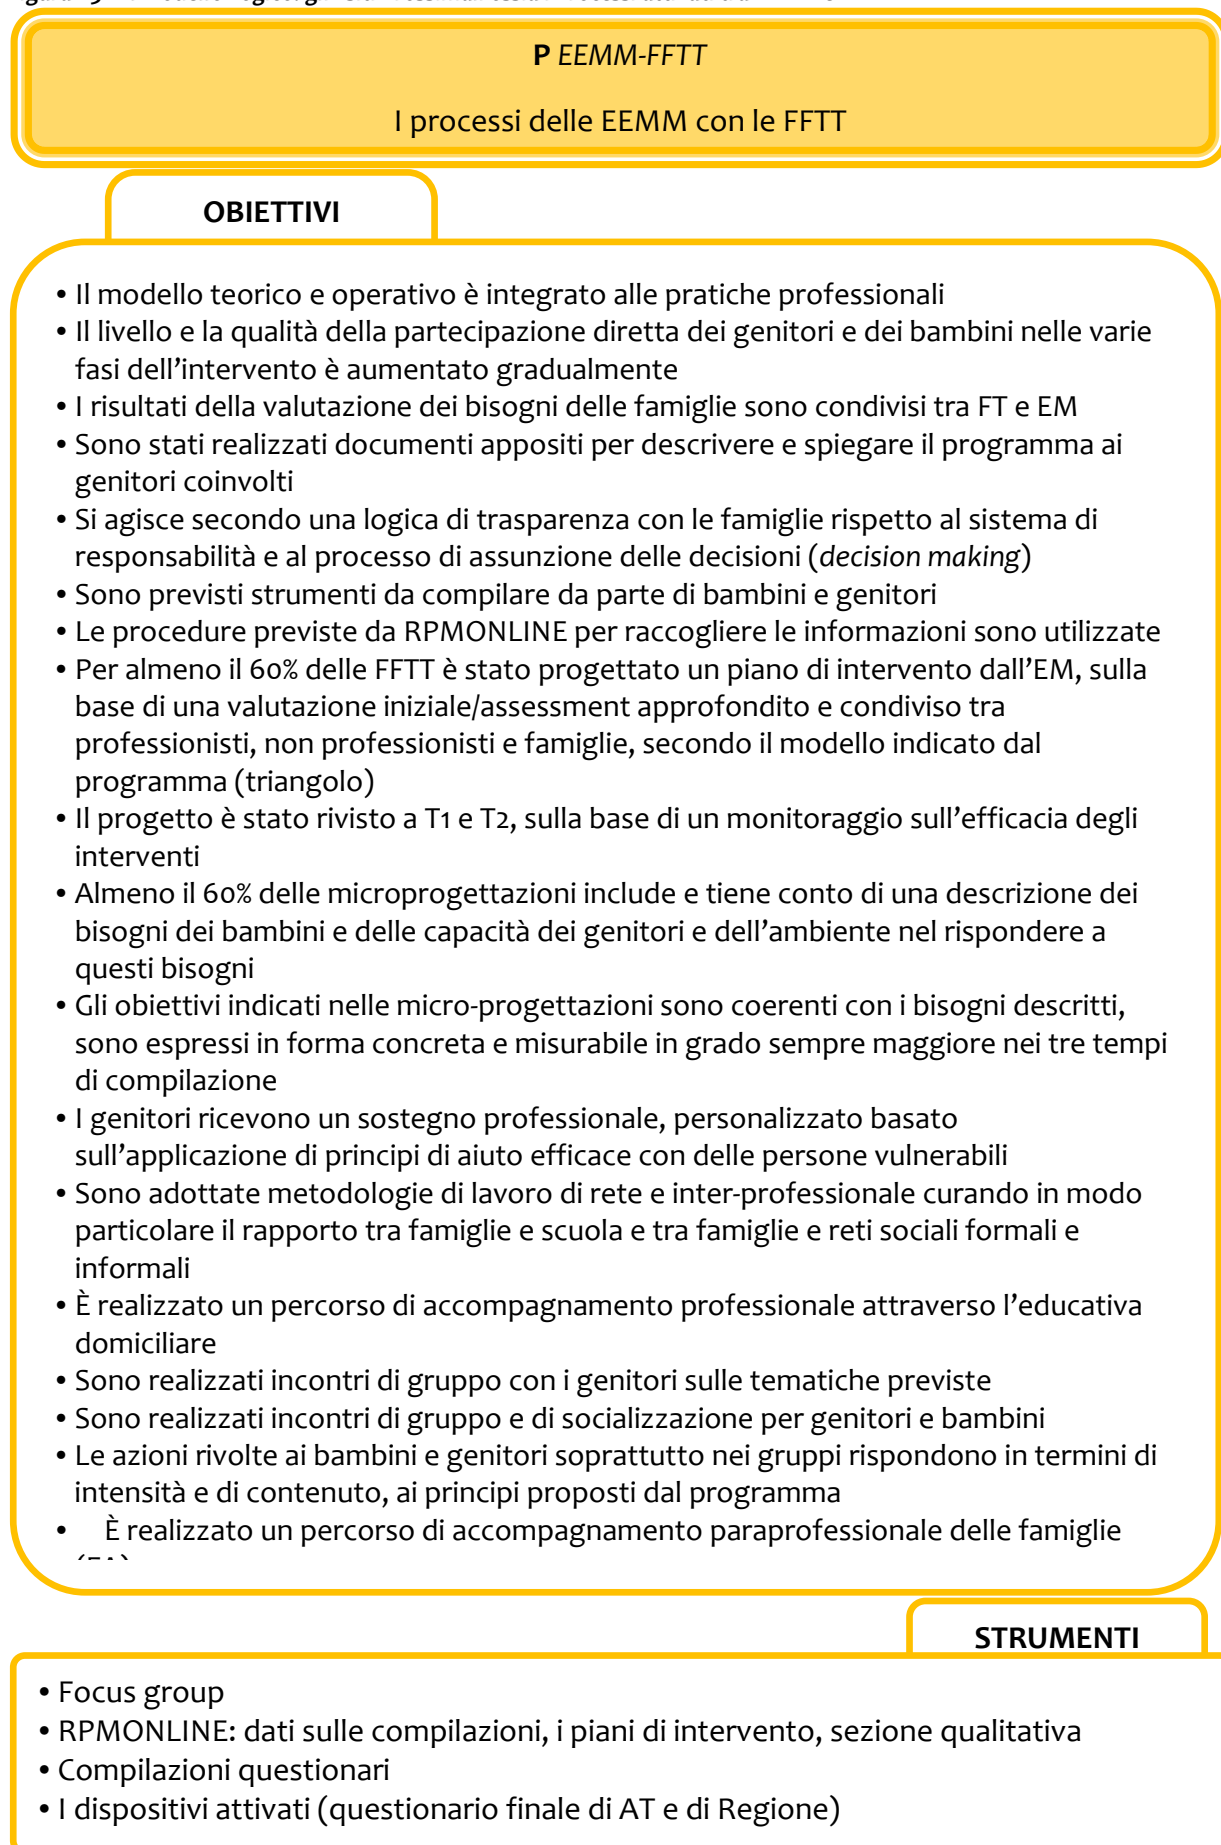 P EEMM-FFTT
I processi delle EEMM con le FFTT
OBIETTIVI
• Il modello teorico e operativo è integrato alle pratiche professionali
• Il livello e la qualità della partecipazione diretta dei genitori e dei bambini nelle varie
fasi dell’intervento è aumentato gradualmente
• I risultati della valutazione dei bisogni delle famiglie sono condivisi tra FT e EM
• Sono stati realizzati documenti appositi per descrivere e spiegare il programma ai
genitori coinvolti
• Si agisce secondo una logica di trasparenza con le famiglie rispetto al sistema di
responsabilità e al processo di assunzione delle decisioni (decision making)
• Sono previsti strumenti da compilare da parte di bambini e genitori
• Le procedure previste da RPMONLINE per raccogliere le informazioni sono utilizzate
• Per almeno il 60% delle FFTT è stato progettato un piano di intervento dall’EM, sulla
base di una valutazione iniziale/assessment approfondito e condiviso tra
professionisti, non professionisti e famiglie, secondo il modello indicato dal
programma (triangolo)
• Il progetto è stato rivisto a T1 e T2, sulla base di un monitoraggio sull’efficacia degli
interventi
• Almeno il 60% delle microprogettazioni include e tiene conto di una descrizione dei
bisogni dei bambini e delle capacità dei genitori e dell’ambiente nel rispondere a
questi bisogni
• Gli obiettivi indicati nelle micro-progettazioni sono coerenti con i bisogni descritti,
sono espressi in forma concreta e misurabile in grado sempre maggiore nei tre tempi
di compilazione
• I genitori ricevono un sostegno professionale, personalizzato basato
sull’applicazione di principi di aiuto efficace con delle persone vulnerabili
• Sono adottate metodologie di lavoro di rete e inter-professionale curando in modo
particolare il rapporto tra famiglie e scuola e tra famiglie e reti sociali formali e
informali
• È realizzato un percorso di accompagnamento professionale attraverso l’educativa
domiciliare
• Sono realizzati incontri di gruppo con i genitori sulle tematiche previste
• Sono realizzati incontri di gruppo e di socializzazione per genitori e bambini
• Le azioni rivolte ai bambini e genitori soprattutto nei gruppi rispondono in termini di
intensità e di contenuto, ai principi proposti dal programma
• È realizzato un percorso di accompagnamento paraprofessionale delle famiglie
STRUMENTI
• Focus group
• RPMONLINE: dati sulle compilazioni, i piani di intervento, sezione qualitativa
• Compilazioni questionari
• I dispositivi attivati (questionario finale di AT e di Regione)